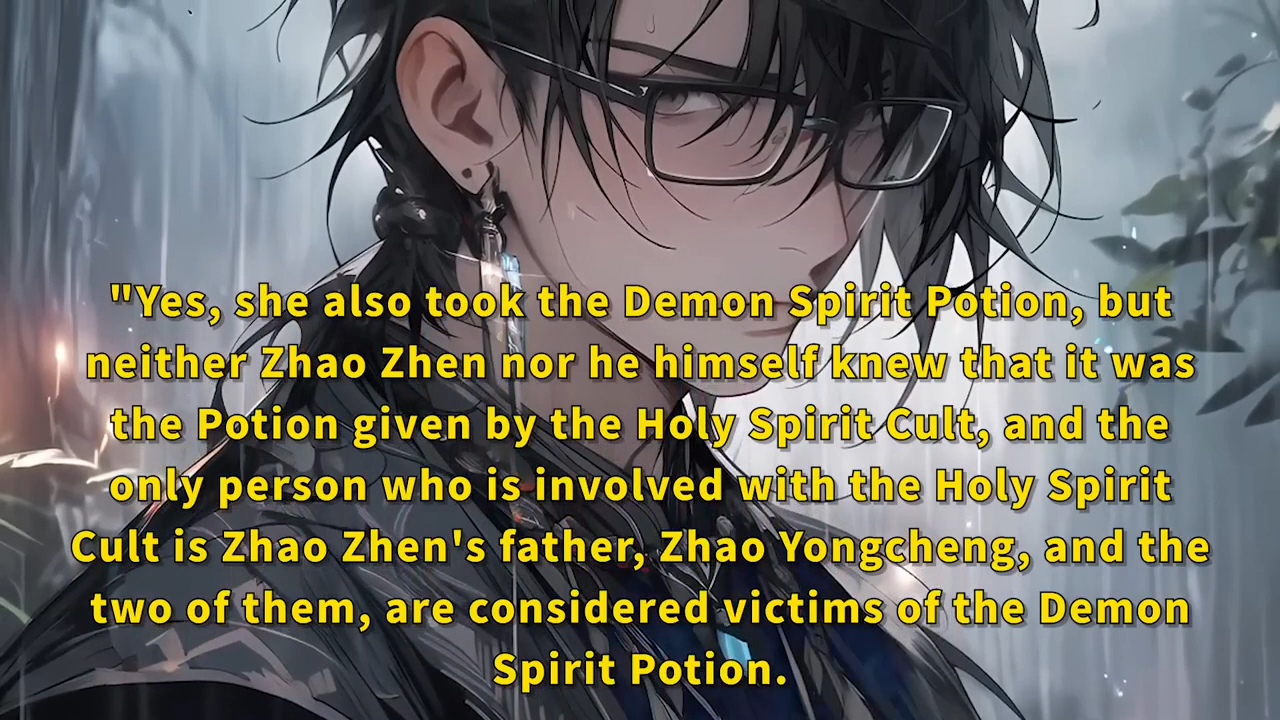 "Yes, she also took the Demon Spirit Potion, but
neither Zhao Zhen nor he himself knew that it was
the Potion given by the Holy Spirit Cult, and the
only person who is involved with the Holy Spirit
Cult is Zhao Zhen's father, Zhao Yongcheng, and the
two of them, are considered victims of the Demon
Spirit Potion.